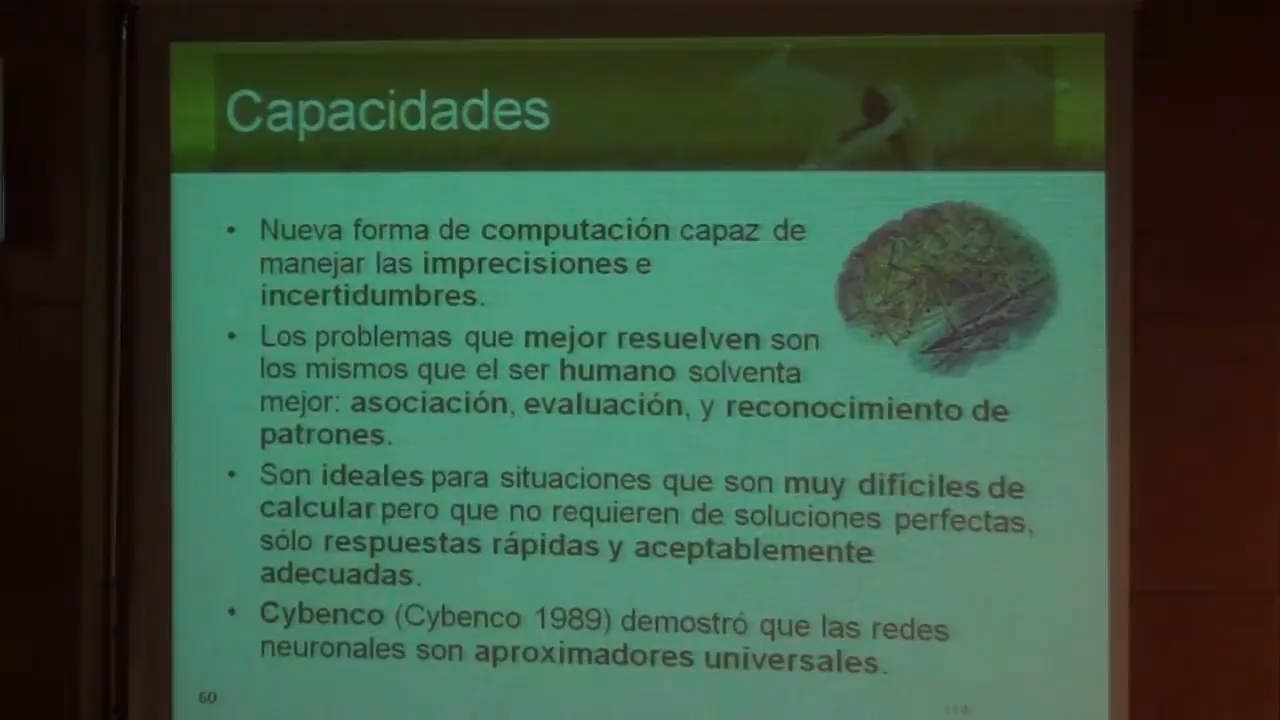 Capacidades
• Nueva forma de computación capaz de
manejar las imprecisiones e
incertidumbres.
• Los problemas que mejor resuelven son
los mismos que el ser humano solventa
mejor: asociación, evaluación, y reconocimiento de
patrones.
• Son ideales para situaciones que son muy difíciles de
calcular pero que no requieren de soluciones perfectas,
sólo respuestas rápidas y aceptablemente
adecuadas.
• Cybenco (Cybenco 1989) demostró que las redes
neuronales son aproximadores universales.
60